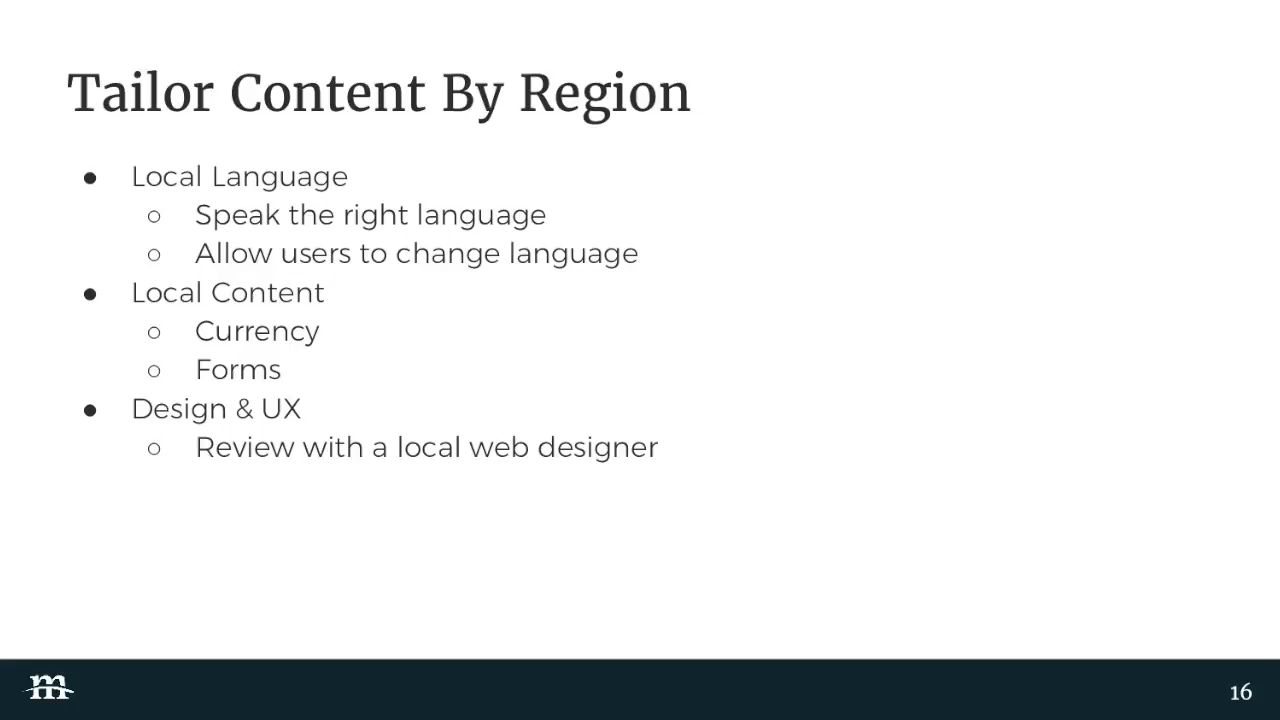 Tailor Content By Region
● Local Language
○ Speak the right language
○ Allow users to change language
● Local Content
○ Currency
○ Forms
● Design & UX
○ Review with a local web designer
m
16